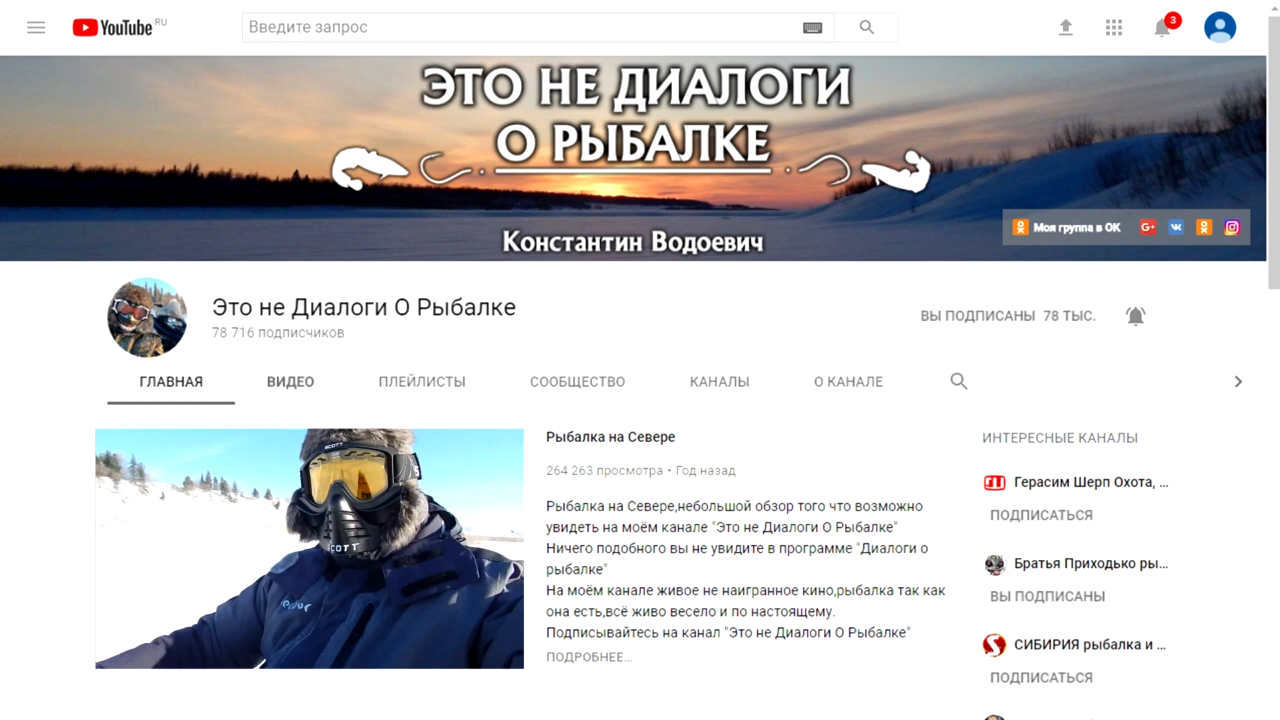 YouTube RU
Введите запрос
3
ЭТО НЕ ДИАЛОГИ
О РЫБАЛКЕ
Константин Водоевич
Моя группа в ОК
G+
Это не Диалоги О Рыбалке
78 716 подписчиков
ВЫ ПОДПИСАНЫ 78 ТЫС.
ГЛАВНАЯ ВИДЕО ПЛЕЙЛИСТЫ СООБЩЕСТВО КАНАЛЫ О КАНАЛЕ
SCOTT
SCOTT
Рыбалка на Севере
264 263 просмотра • Год назад
Рыбалка на Севере,небольшой обзор того что возможно
увидеть на моём канале "Это не Диалоги О Рыбалке"
Ничего подобного вы не увидите в программе "Диалоги о
рыбалке"
На моём канале живое не наигранное кино,рыбалка так как
она есть,всё живо весело и по настоящему.
Подписывайтесь на канал "Это не Диалоги О Рыбалке"
ПОДРОБНЕЕ...
ИНТЕРЕСНЫЕ КАНАЛЫ
Герасим Шерп Охота, ...
ПОДПИСАТЬСЯ
Братья Приходько ры...
ВЫ ПОДПИСАНЫ
СИБИРИЯ рыбалка и ...
ПОДПИСАТЬСЯ